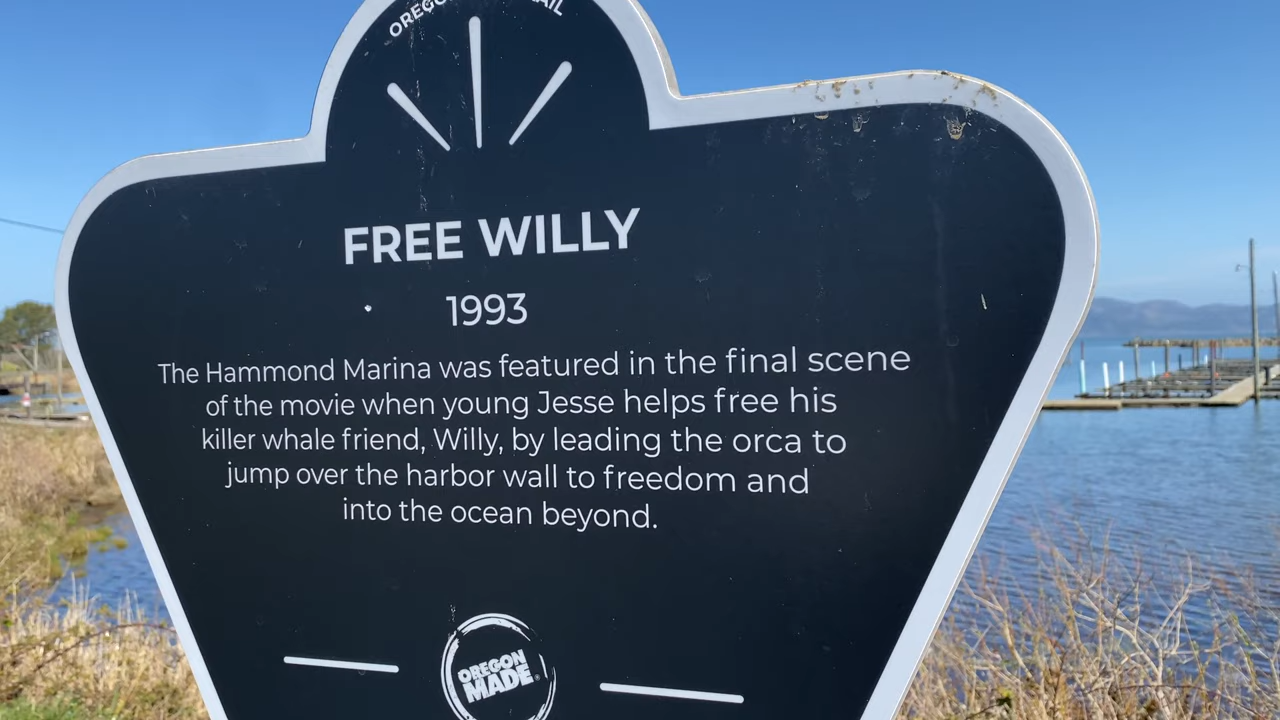 OREGON
FREE WILLY
1993
The Hammond Marina was featured in the final scene
of the movie when young Jesse helps free his
killer whale friend, Willy, by leading the orca to
jump over the harbor wall to freedom and
into the ocean beyond.
OREGON
MADE®